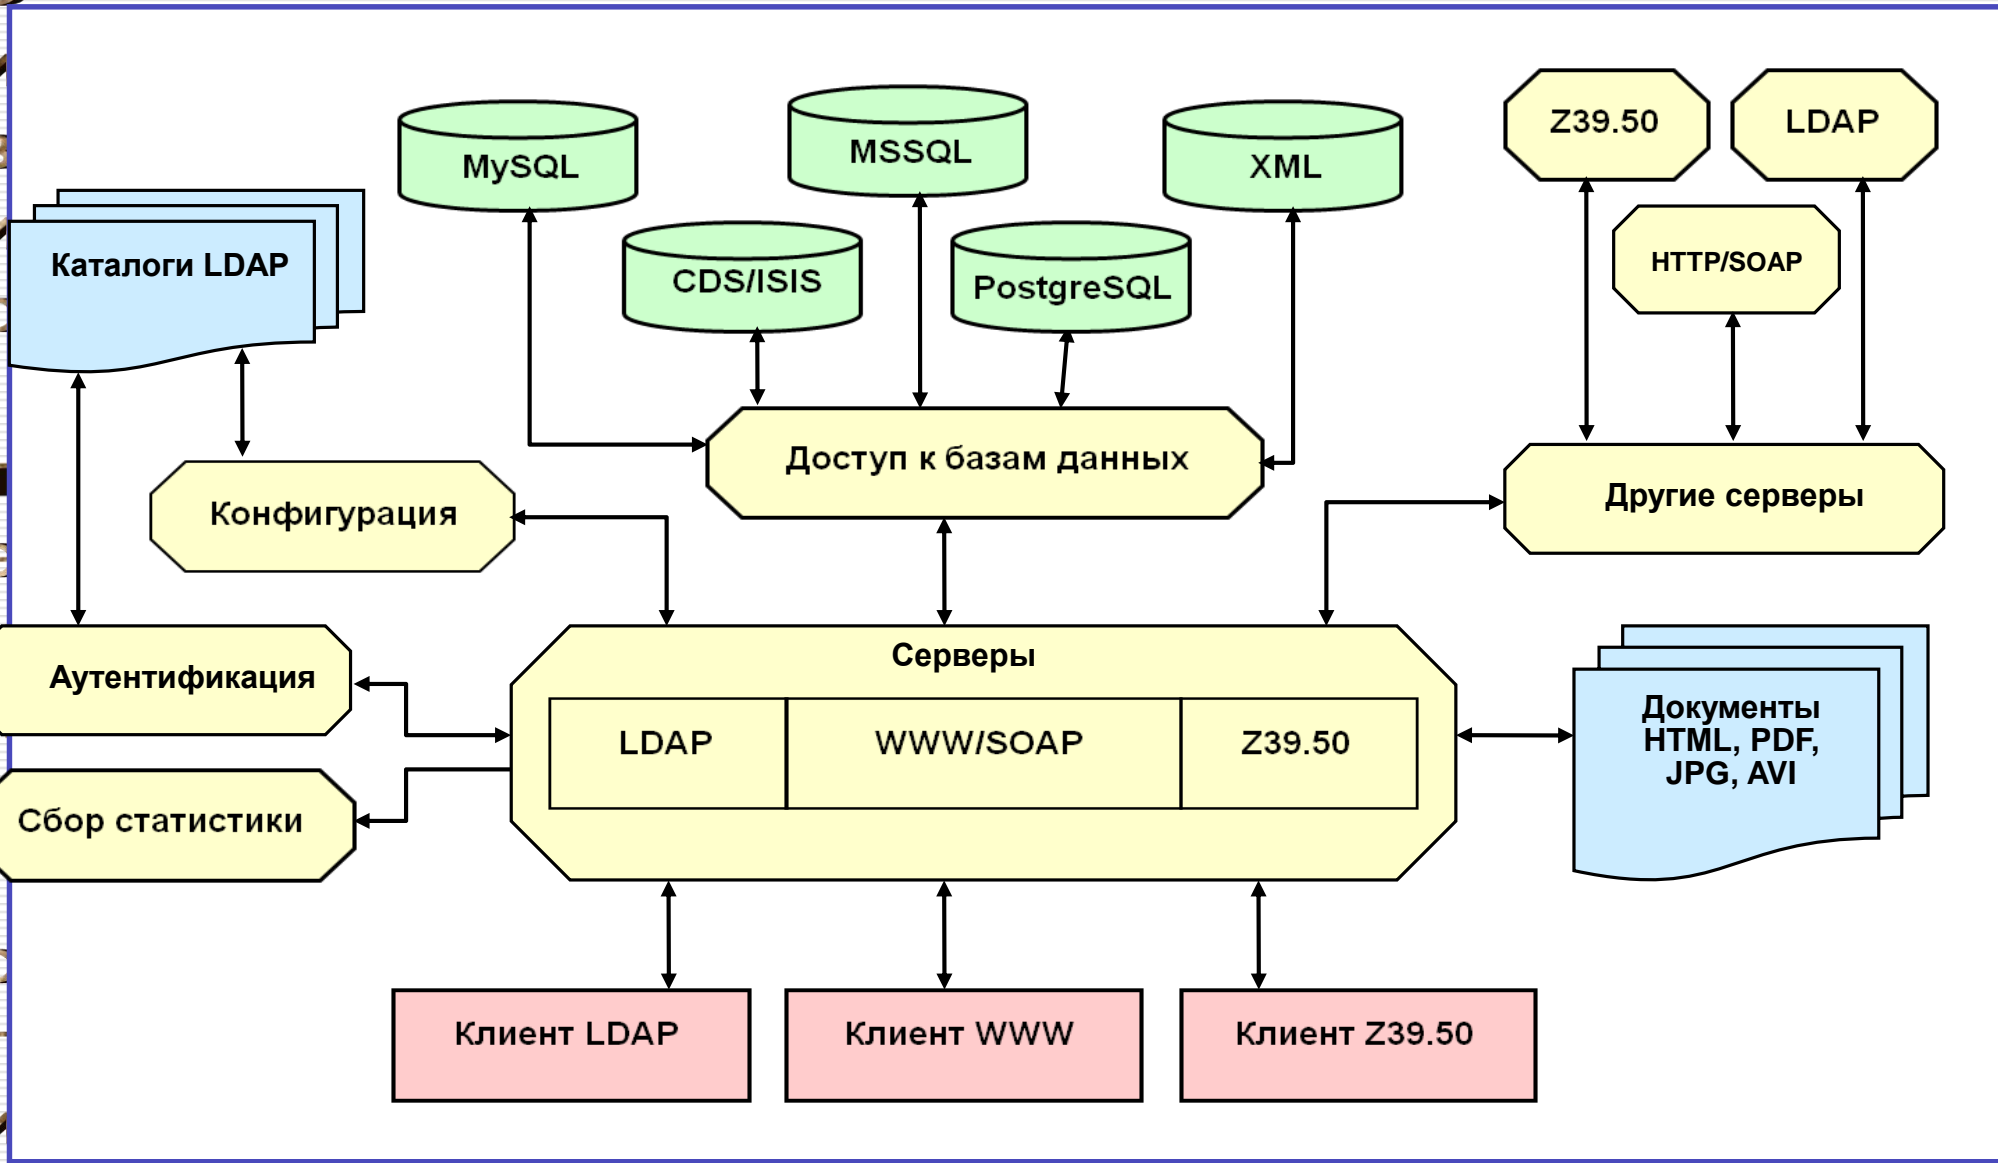 MySQL
MSSQL
XML
Z39.50
LDAP
Каталоги LDAP
CDS/ISIS
PostgreSQL
HTTP/SOAP
Доступ к базам данных
Конфигурация
Другие серверы
Аутентификация
Серверы
LDAP
WWW/SOAP
Z39.50
Документы
HTML, PDF,
JPG, AVI
Сбор статистики
Клиент LDAP
Клиент WWW
Клиент Z39.50